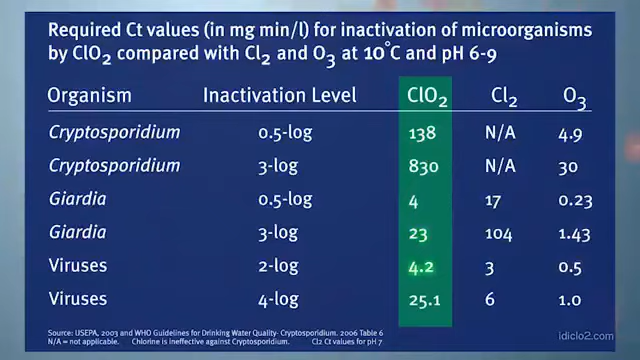 Required Ct values (in mg min/l) for inactivation of microorganisms
by ClO₂ compared with Cl₂ and O₃ at 10°C and pH 6-9
Organism Inactivation Level ClO₂ Cl₂ O₃
Cryptosporidium 0.5-log 138 N/A 4.9
Cryptosporidium 3-log 830 N/A 30
Giardia 0.5-log 4 17 0.23
Giardia 3-log 23 104 1.43
Viruses 2-log 4.2 3 0.5
Viruses 4-log 25.1 6 1.0
Source: USEPA, 2003 and WHO Guidelines for Drinking Water Quality- Cryptosporidium. 2006 Table 6
N/A = not applicable. Chlorine is ineffective against Cryptosporidium. Cl2 Ct values for pH 7
idiclo2.com